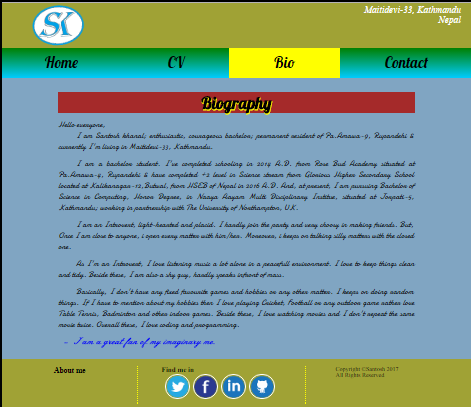 SK
Maitidevi-33, Kathmandu
Nepal
Home CV Bio Contact
Biography
Hello everyone,
I am Santosh khanal; enthusiastic, courageous bachelor; permanent resident of Pa.Amawa-9, Rupandehi &
currently I'm living in Maitidevi-33, Kathmandu.
I am a bachelor student. I've completed schooling in 2014 A.D. from Rose Bud Academy situated at
Pa.Amawa-4, Rupandehi & have completed +2 level in Science stream from Glorious Higher Secondary School
located at Kalikanagar-12, Butwal, from HSEB of Nepal in 2016 A.D. And, at present, I am pursuing Bachelor of
Science in Computing, Honor Degree, in Naaya Aayam Multi Disciplinary Institue, situated at Jorpati-5,
Kathmandu; working in partnership with The University of Northampton, U.K.
I am an Introvert, light-hearted and placid. I hardly join the party and very choosy in making friends. But,
Once I am close to anyone, i open every matter with him/her. Moreover, i keeps on talking silly matters with the closed
one.
As I'm an Introvert, I love listening music a lot alone in a peacefull environment. I love to keep things clean
and tidy. Beside these, I am also a shy guy, hardly speaks infront of mass.
Basically, I don't have any fixed favourite games and hobbies on any other matter. I keeps on doing random
things. If I have to mention about my hobbies then I love playing Cricket, Football on any outdoor game rather love
Table Tennis, Badminton and other indoor games. Beside these, I love watching movies and I don't repeat the same
movie twice. Overall these, I love coding and programming.
- I am a great fan of my imaginary me.
About me
Find me in
Copyright ©Santosh 2017
All Rights Reserved